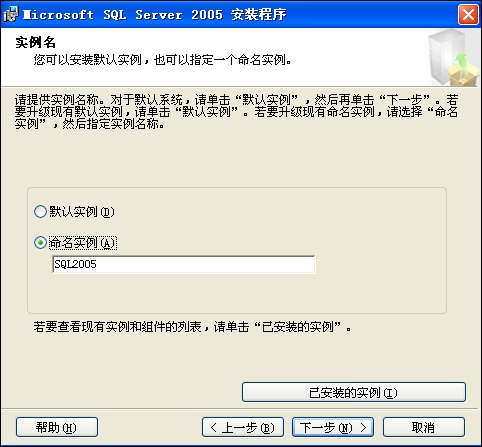 Microsoft SQL Server 2005 安装程序
实例名
您可以安装默认实例，也可以指定一个命名实例。
请提供实例名称。对于默认系统，请单击“默认实例”，然后再单击“下一步”。若
要升级现有默认实例，请单击“默认实例”。若要升级现有命名实例，请选择“命名
实例”，然后指定实例名称。
默认实例(D)
命名实例(A)
SQL2005
若要查看现有实例和组件的列表，请单击“已安装的实例”。
已安装的实例(I)
帮助(H)
< 上一步(B)
下一步(N) >
取消